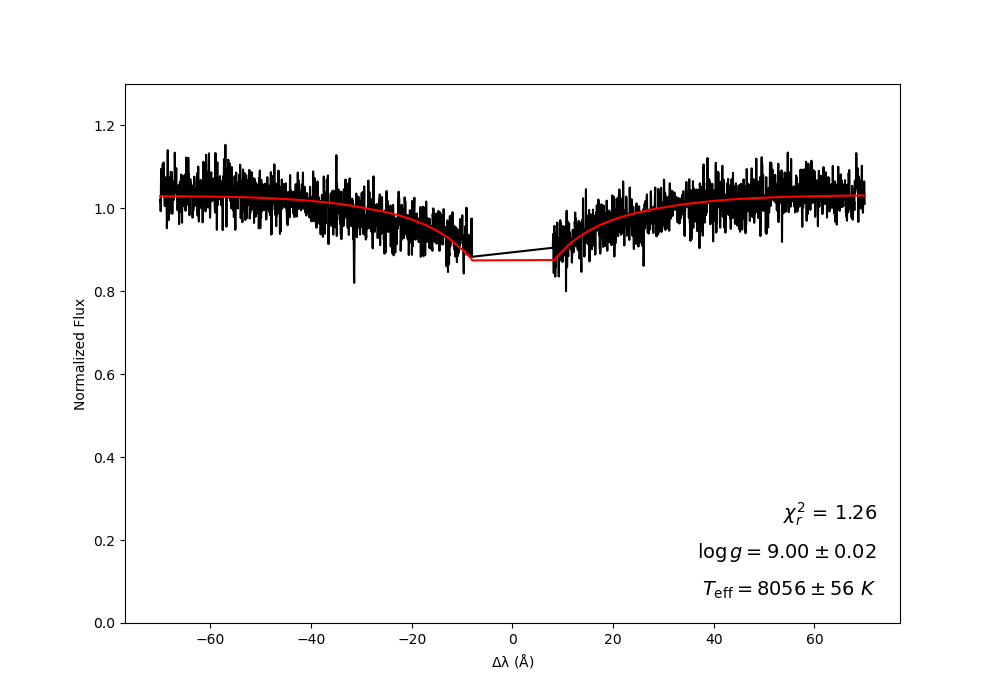 1.2
1.0
0.8
0.6
0.4
0.2
0.0
Normalized Flux
χ²ᵣ = 1.26
log g = 9.00 ± 0.02
T_eff = 8056 ± 56 K
−60 −40 −20 0 20 40 60
Δλ (Å)